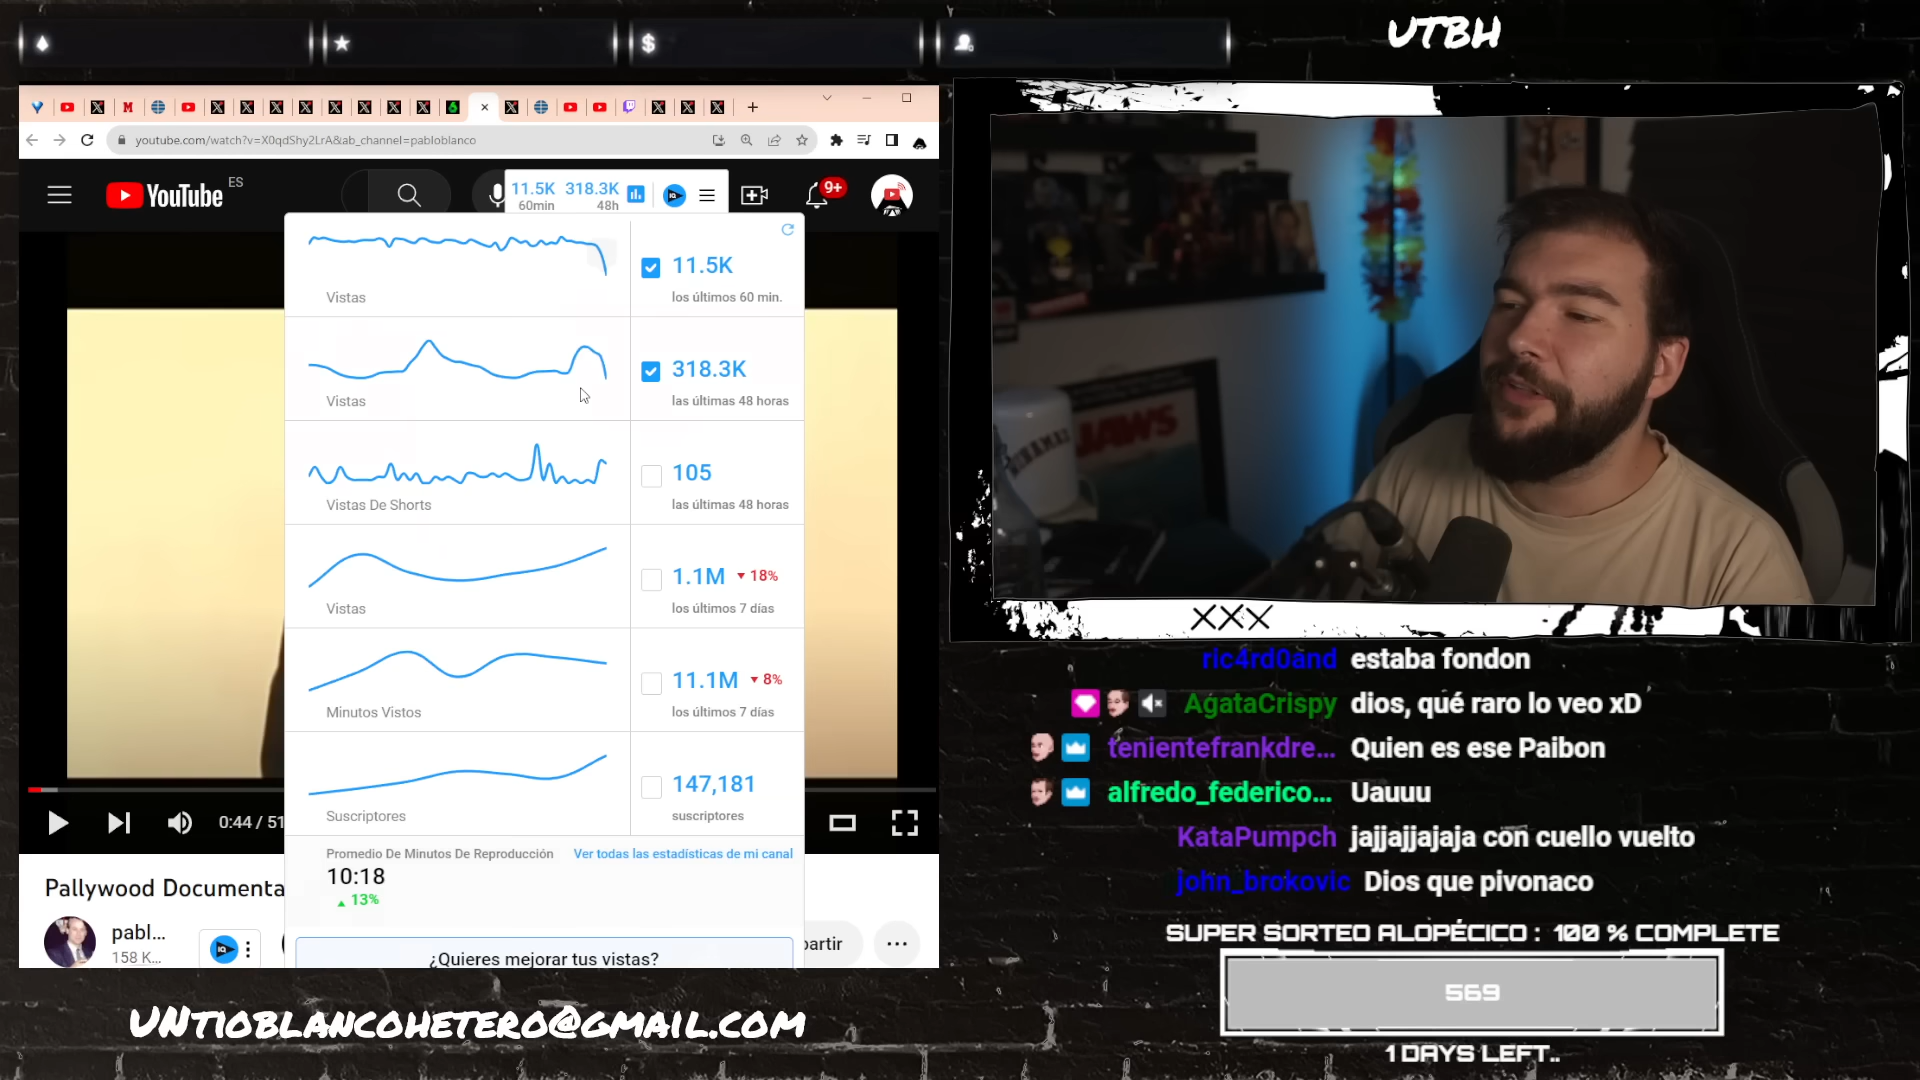 UTBH
youtube.com/watch?v=X0qdShy2LrA&ab_channel=pabloblanco
YouTube ES
11.5K 318.3K
60min 48h
9+
11.5K
Vistas
los últimos 60 min.
318.3K
Vistas
las últimas 48 horas
105
Vistas De Shorts
las últimas 48 horas
1.1M 18%
Vistas
los últimos 7 días
11.1M 8%
Minutos Vistos
los últimos 7 días
147,181
Suscriptores
suscriptores
Promedio De Minutos De Reproducción
Ver todas las estadísticas de mi canal
10:18
13%
¿Quieres mejorar tus vistas?
0:44 / 51
Pallywood Documenta
pabl...
158 K...
partir
JAWS
XXX
ric4rd0and estaba fondon
AgataCrispy dios, qué raro lo veo xD
tenientefrankdre... Quien es ese Paibon
alfredo_federico... Uauuu
KataPumpch jajjajjajaja con cuello vuelto
john_brokovic Dios que pivonaco
SUPER SORTEO ALOPÉCICO : 100 % COMPLETE
569
1 DAYS LEFT..
UNTIOBLANCOHETERO@GMAIL.COM